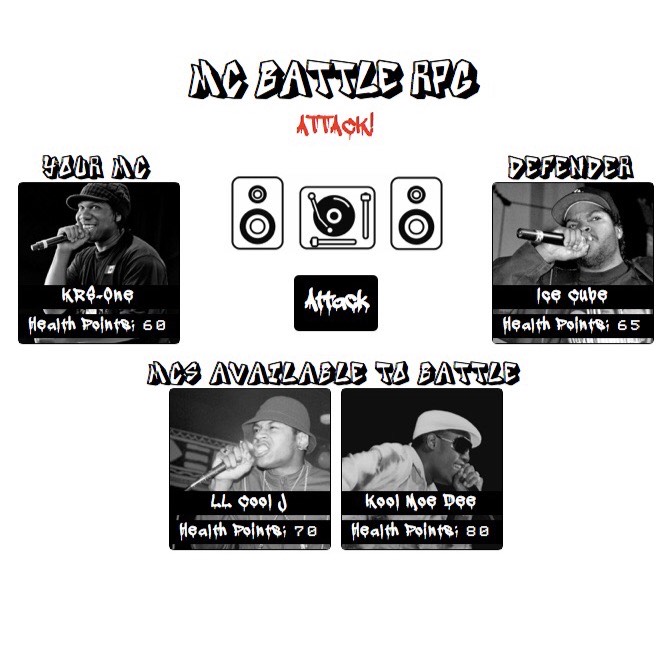 MC BATTLE RPG
ATTACK!
YOUR MC
DEFENDER
KRS-One
Health Points: 60
Attack
Ice Cube
Health Points: 65
MCS AVAILABLE TO BATTLE
LL Cool J
Health Points: 70
Kool Moe Dee
Health Points: 80